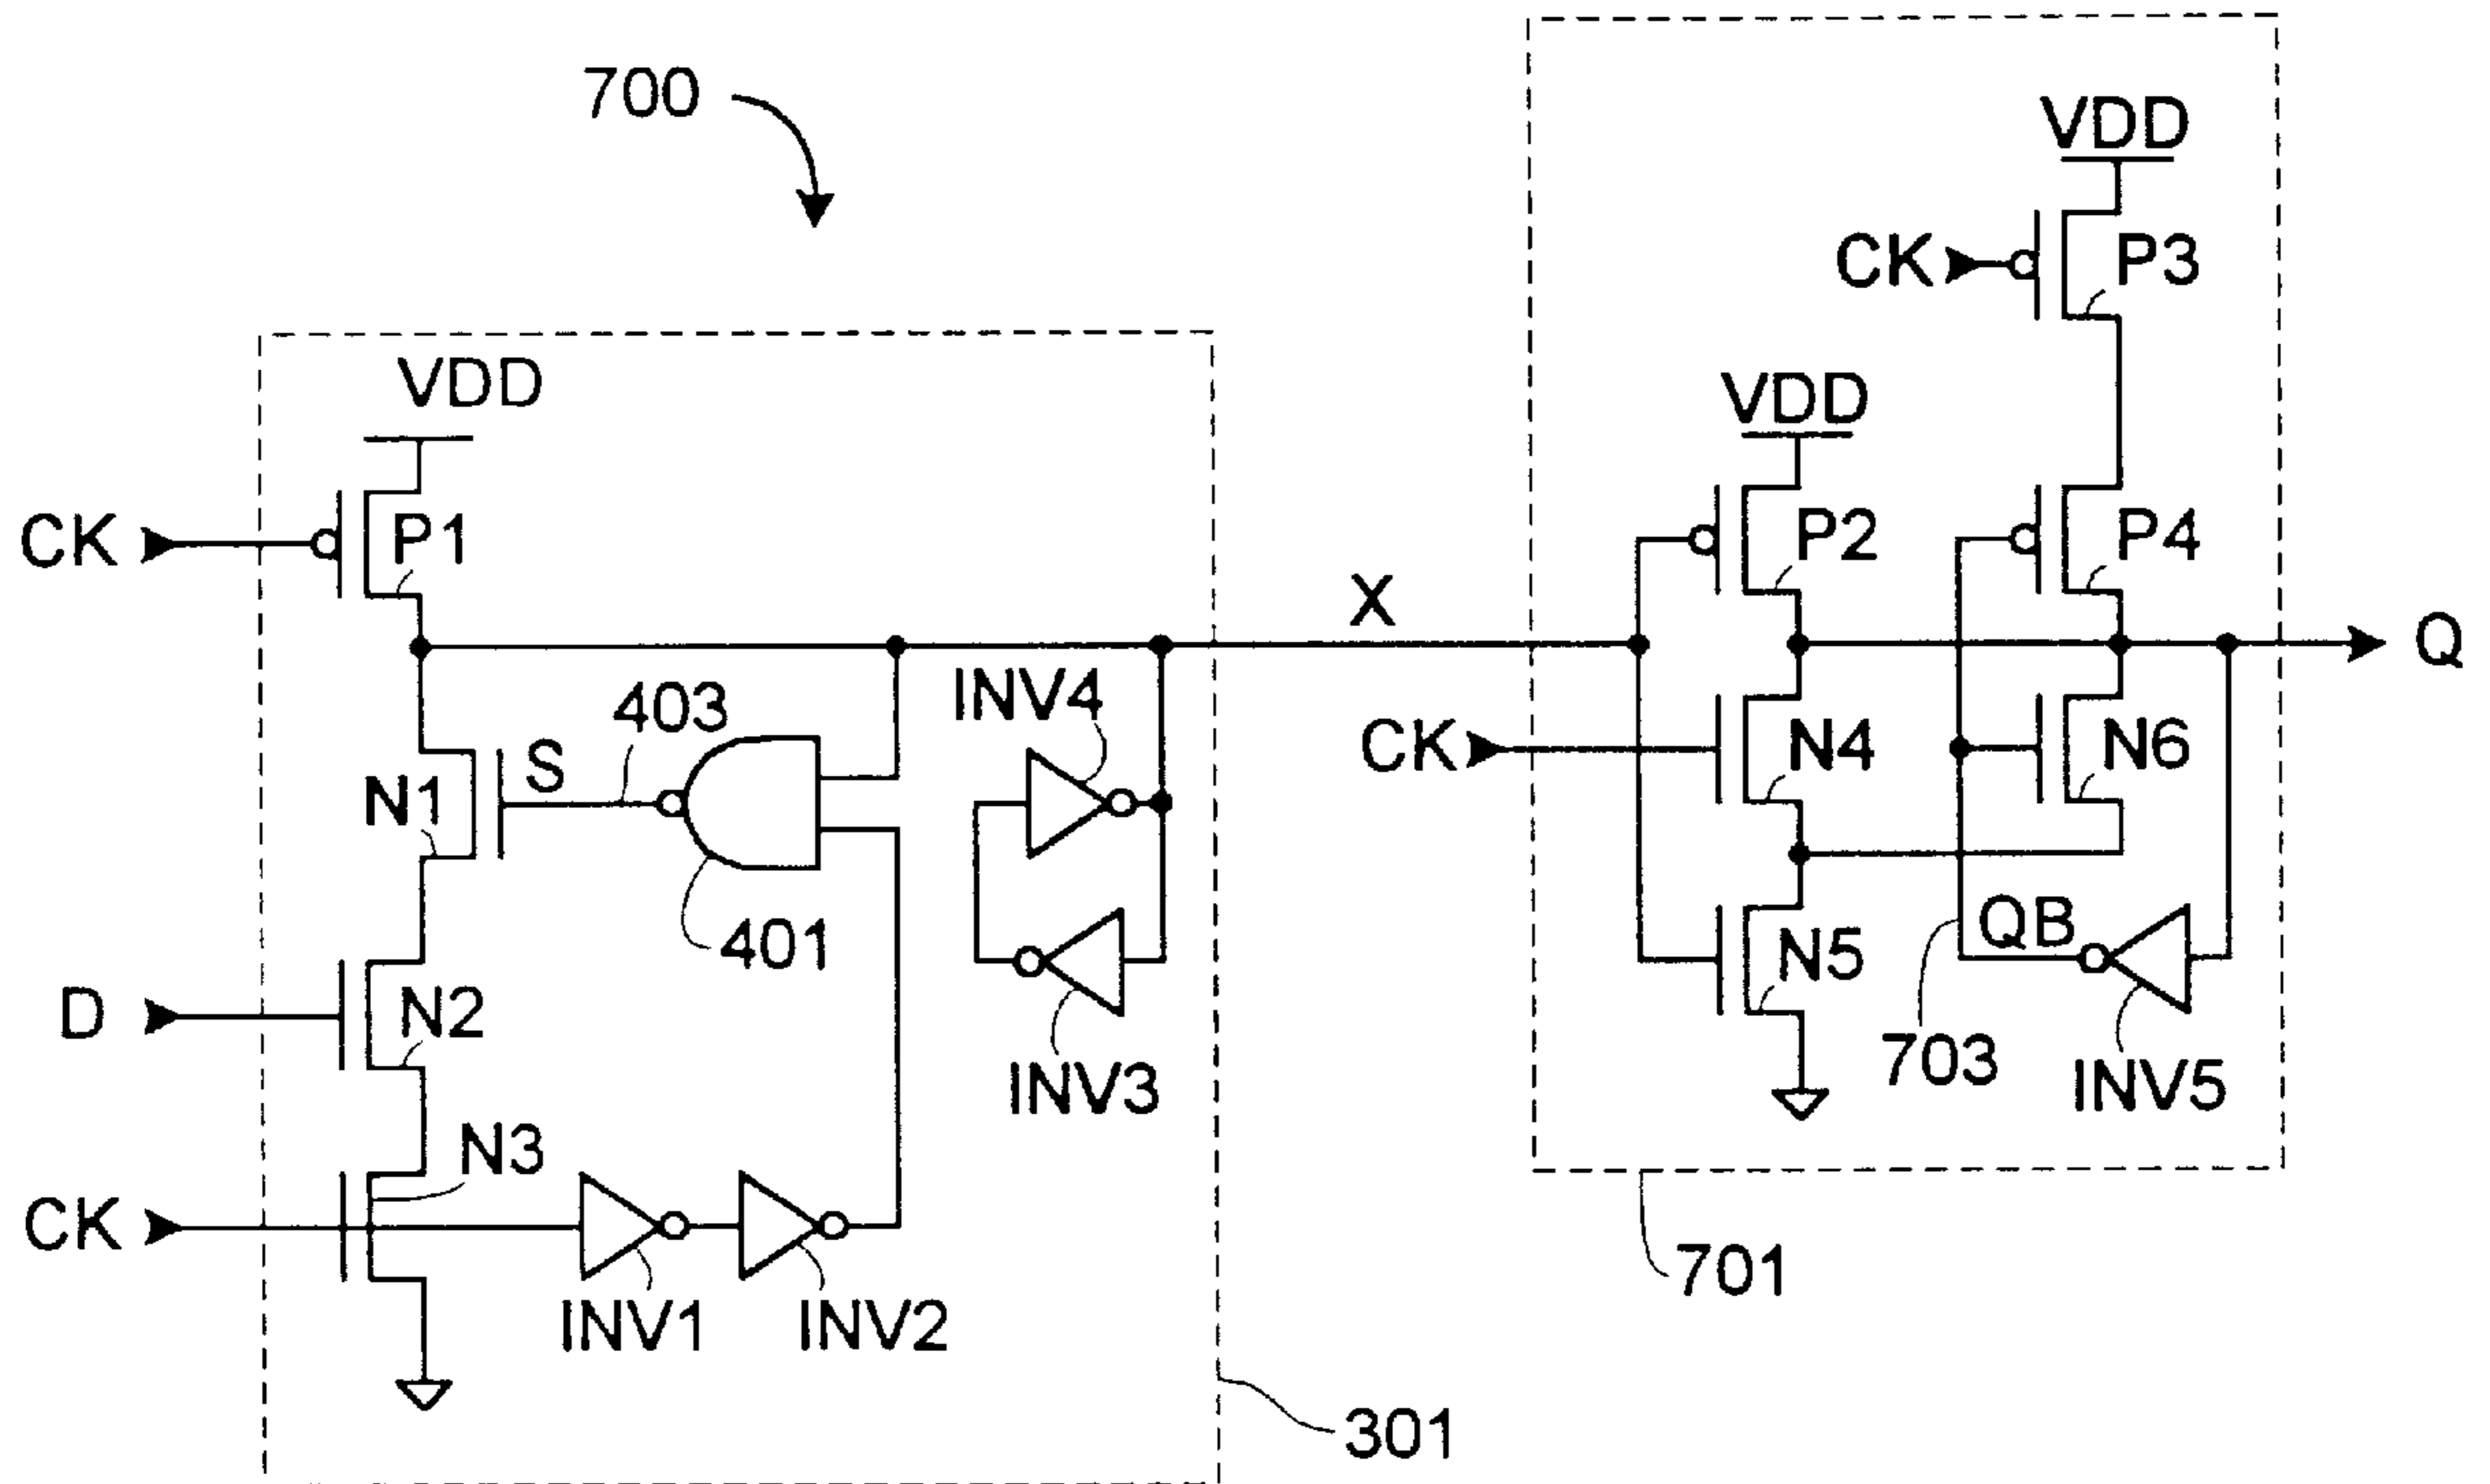 700
VDD
CK
P3
VDD
VDD
CK
P1
P2
P4
X
Q
403
INV4
S
CK
N4
N6
N1
401
QB
N5
D
N2
703
INV5
INV3
N3
CK
701
INV1
INV2
301